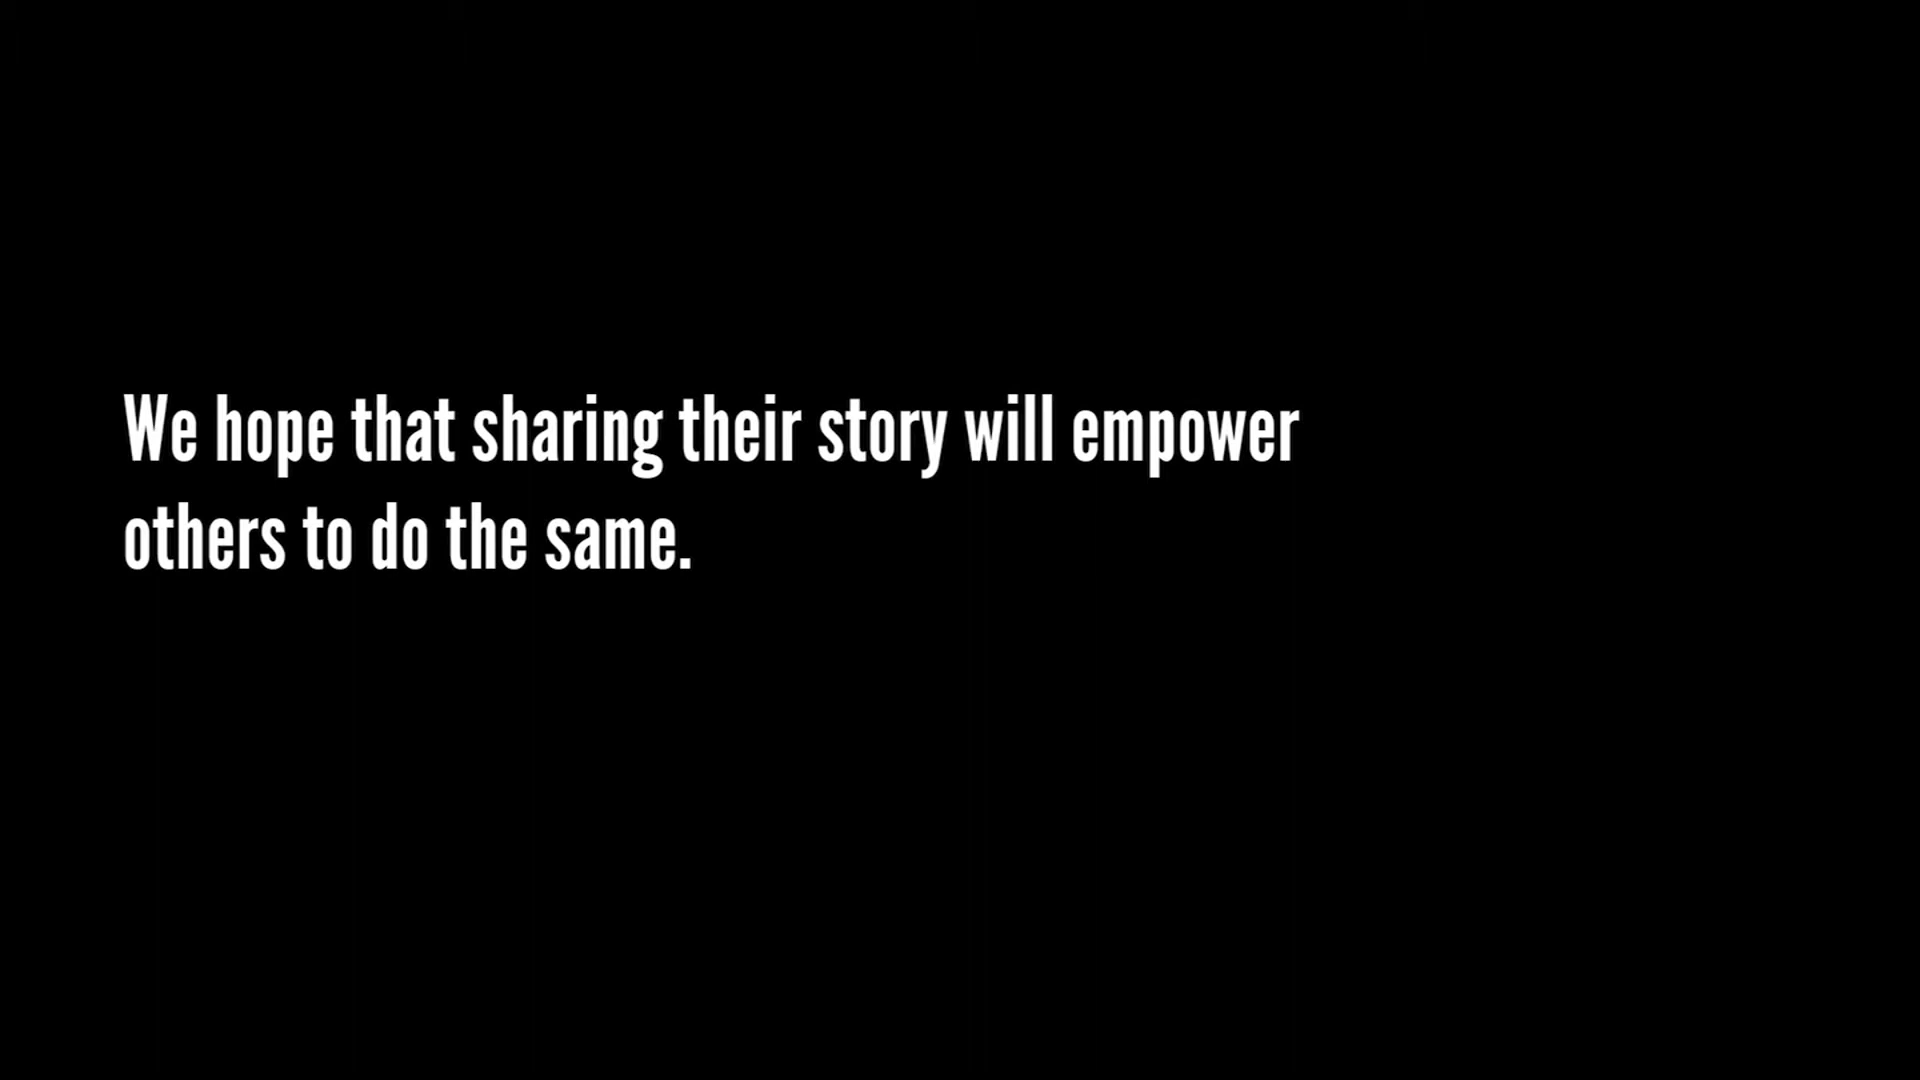 We hope that sharing their story will empower
others to do the same.